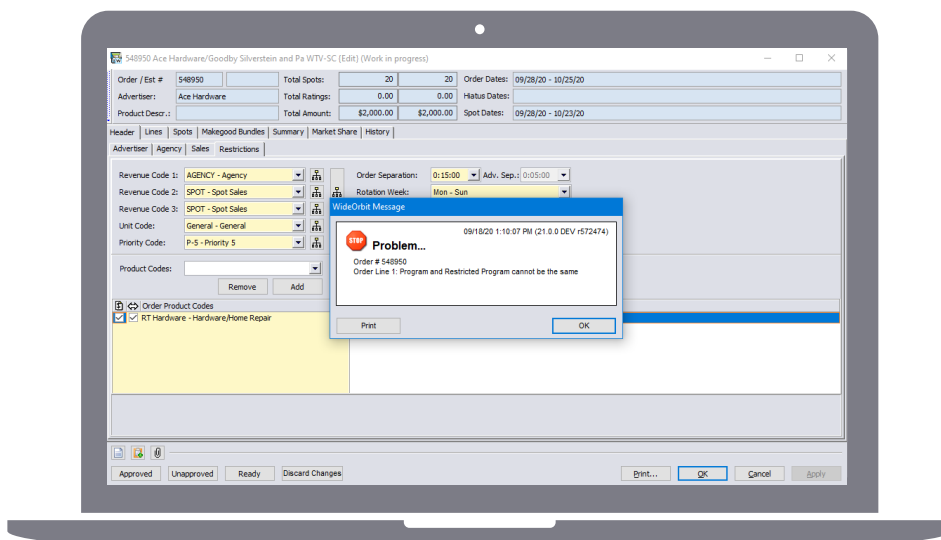 548950 Ace Hardware/Goodby Silverstein and Pa WTV-SC (Edit) (Work in progress)
Order / Est # 548950 Total Spots: 20 20 Order Dates: 09/28/20 - 10/25/20
Advertiser: Ace Hardware Total Ratings: 0.00 0.00 Hiatus Dates:
Product Descr.: Total Amount: $2,000.00 $2,000.00 Spot Dates: 09/28/20 - 10/23/20
Header Lines Spots Makegood Bundles Summary Market Share History
Advertiser Agency Sales Restrictions
Revenue Code 1: AGENCY - Agency Order Separation: 0:15:00 Adv. Sep.: 0:05:00
Revenue Code 2: SPOT - Spot Sales Rotation Week: Mon - Sun
Revenue Code 3: SPOT - Spot Sales
Unit Code: General - General
Priority Code: P-5 - Priority 5
Product Codes:
Remove Add
Order Product Codes
RT Hardware - Hardware/Home Repair
WideOrbit Message
09/18/20 1:10:07 PM (21.0.0 DEV r572474)
STOP Problem...
Order # 548950
Order Line 1: Program and Restricted Program cannot be the same
Print OK
Approved Unapproved Ready Discard Changes Print... OK Cancel Apply